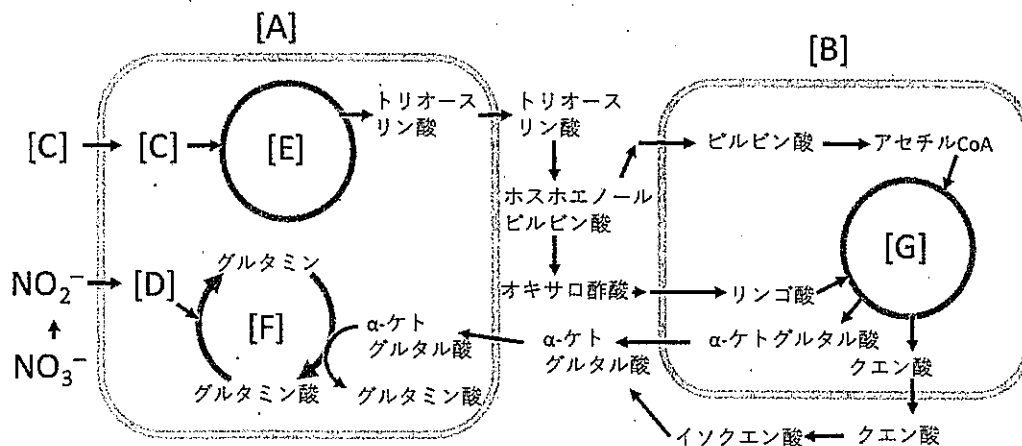 [A]
[B]
トリオース
リン酸
トリオース
リン酸
[C]
[C]
[E]
ピルビン酸
アセチルCoA
ホスホエノール
ピルビン酸
[G]
グルタミン
NO₂⁻
[D]
オキサロ酢酸
リンゴ酸
[F]
α-ケト
グルタル酸
α-ケト
グルタル酸
α-ケトグルタル酸
クエン酸
NO₃⁻
グルタミン酸
グルタミン酸
イソクエン酸
クエン酸